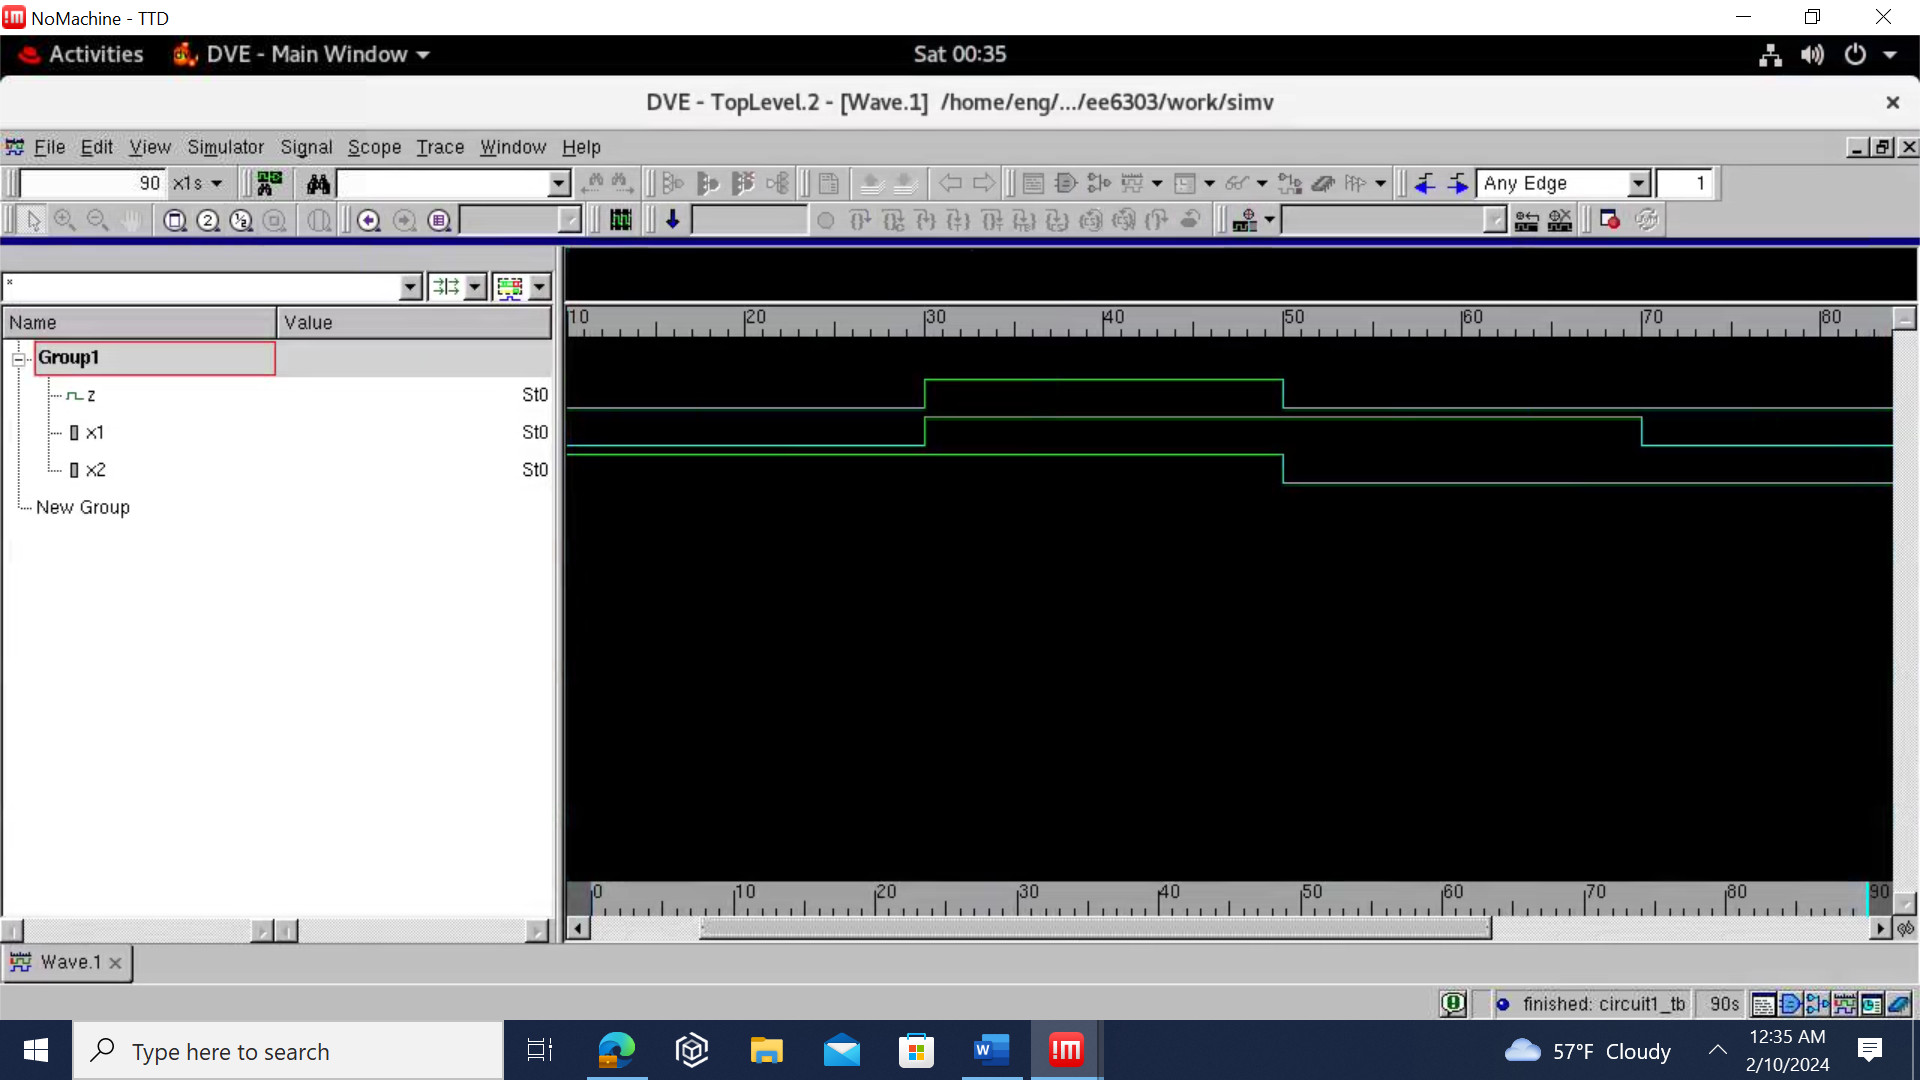 NoMachine - TTD
Activities DVE - Main Window Sat 00:35
DVE - TopLevel.2 - [Wave.1] /home/eng/.../ee6303/work/simv
File Edit View Simulator Signal Scope Trace Window Help
90 x1s Any Edge 1
*
Name Value
10 20 30 40 50 60 70 80
Group1
z St0
x1 St0
x2 St0
New Group
0 10 20 30 40 50 60 70 80 90
Wave.1
finished: circuit1_tb 90s
Type here to search
57°F Cloudy
12:35 AM
2/10/2024